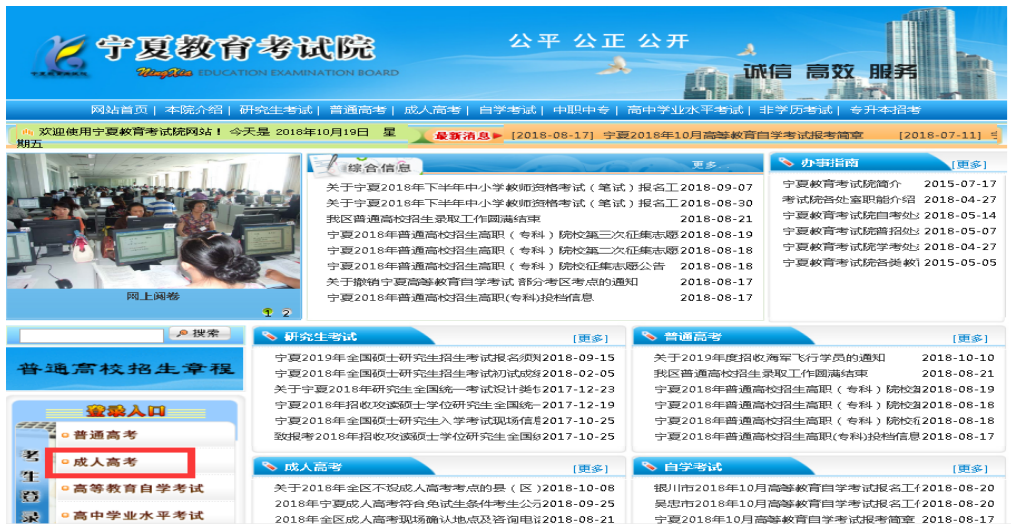 宁夏教育考试院
NingXia EDUCATION EXAMINATION BOARD
公平 公正 公开
诚信 高效 服务
网站首页 | 本院介绍 | 研究生考试 | 普通高考 | 成人高考 | 自学考试 | 中职中专 | 高中学业水平考试 | 非学历考试 | 专升本招考
欢迎使用宁夏教育考试院网站！ 今天是 2018年10月19日 星期五
最新消息 [2018-08-17] 宁夏2018年10月高等教育自学考试报考简章 [2018-07-11]
网上阅卷
1 2
综合信息 更多...
关于宁夏2018年下半年中小学教师资格考试（笔试）报名工 2018-09-07
关于宁夏2018年下半年中小学教师资格考试（笔试）报名工 2018-08-30
我区普通高校招生录取工作圆满结束 2018-08-21
宁夏2018年普通高校招生高职（专科）院校第三次征集志愿 2018-08-19
宁夏2018年普通高校招生高职（专科）院校第二次征集志愿 2018-08-18
宁夏2018年普通高校招生高职（专科）院校征集志愿公告 2018-08-18
关于撤销宁夏高等教育自学考试 部分考区考点的通知 2018-08-17
宁夏2018年普通高校招生高职(专科)投档信息 2018-08-17
办事指南 [更多]
宁夏教育考试院简介 2015-07-17
考试院各处室职能介绍 2018-04-27
宁夏教育考试院自考处 2018-05-14
宁夏教育考试院普招处 2018-05-07
宁夏教育考试院学考处 2018-04-27
宁夏教育考试院各类教 2015-05-05
搜索
普通高校招生章程
登录入口
考生登录
普通高考
成人高考
高等教育自学考试
高中学业水平考试
研究生考试 [更多]
宁夏2019年全国硕士研究生招生考试报名须 2018-09-15
宁夏2018年全国硕士研究生招生考试初试成 2018-02-05
关于宁夏2018年研究生全国统一考试设计类 2017-12-23
宁夏2018年招收攻读硕士学位研究生全国统一 2017-12-19
宁夏2018年全国硕士研究生入学考试现场信 2017-10-25
致报考2018年招收攻读硕士学位研究生全国 2017-10-25
普通高考 [更多]
关于2019年度招收海军飞行学员的通知 2018-10-10
我区普通高校招生录取工作圆满结束 2018-08-21
宁夏2018年普通高校招生高职（专科）院校 2018-08-19
宁夏2018年普通高校招生高职（专科）院校 2018-08-18
宁夏2018年普通高校招生高职（专科）院校 2018-08-18
宁夏2018年普通高校招生高职(专科)投档信息 2018-08-17
成人高考 [更多]
关于2018年全区不设成人高考考点的县（区） 2018-10-08
2018年宁夏成人高考符合免试生条件考生公 2018-09-25
2018年全区成人高考现场确认地点及咨询电 2018-08-21
自学考试 [更多]
银川市2018年10月高等教育自学考试报名工 2018-08-20
吴忠市2018年10月高等教育自学考试报名工 2018-08-20
宁夏2018年10月高等教育自学考试报考简章 2018-08-17